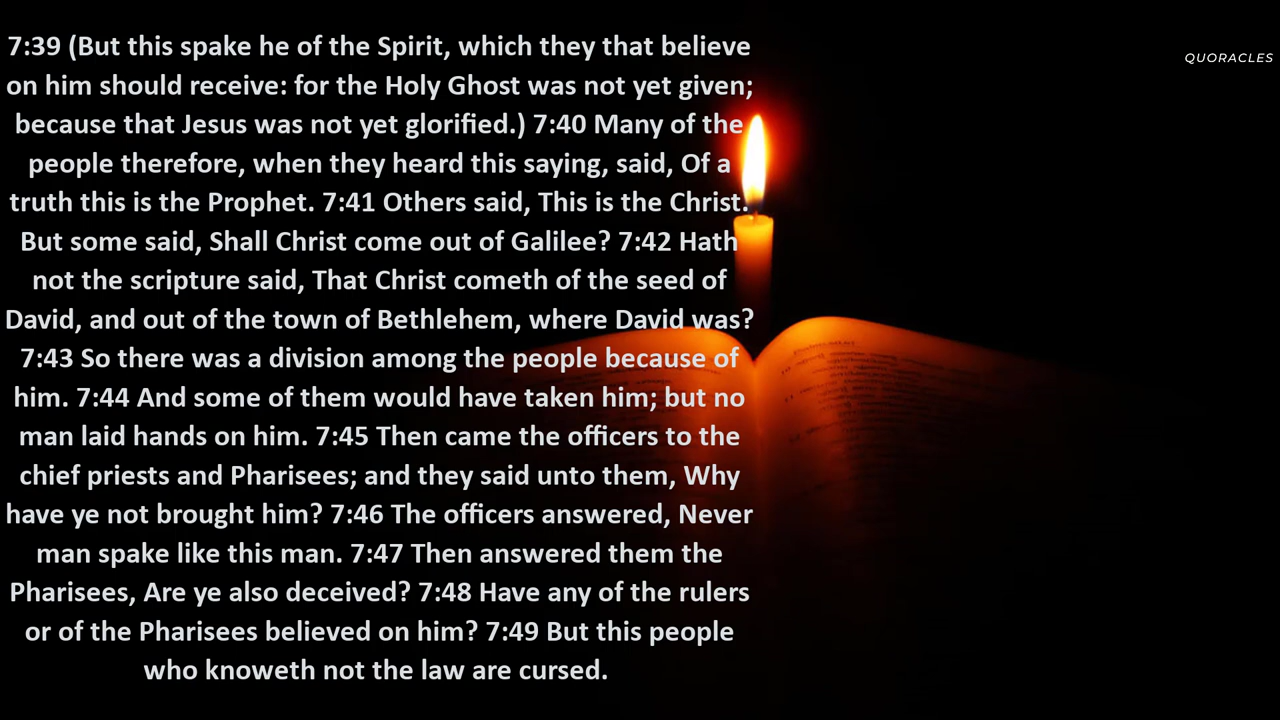 7:39 (But this spake he of the Spirit, which they that believe
on him should receive: for the Holy Ghost was not yet given;
because that Jesus was not yet glorified.) 7:40 Many of the
people therefore, when they heard this saying, said, Of a
truth this is the Prophet. 7:41 Others said, This is the Christ.
But some said, Shall Christ come out of Galilee? 7:42 Hath
not the scripture said, That Christ cometh of the seed of
David, and out of the town of Bethlehem, where David was?
7:43 So there was a division among the people because of
him. 7:44 And some of them would have taken him; but no
man laid hands on him. 7:45 Then came the officers to the
chief priests and Pharisees; and they said unto them, Why
have ye not brought him? 7:46 The officers answered, Never
man spake like this man. 7:47 Then answered them the
Pharisees, Are ye also deceived? 7:48 Have any of the rulers
or of the Pharisees believed on him? 7:49 But this people
who knoweth not the law are cursed.
QUORACLES